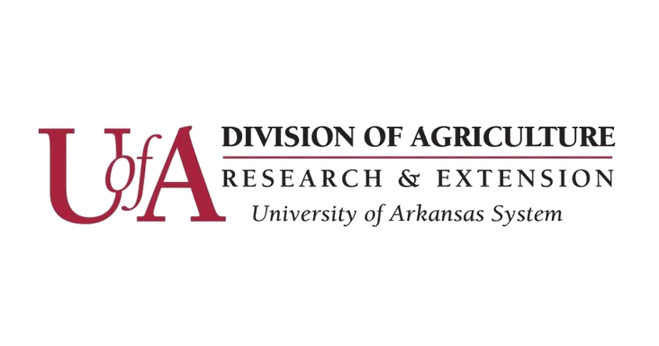 UofA
DIVISION OF AGRICULTURE
RESEARCH & EXTENSION
University of Arkansas System